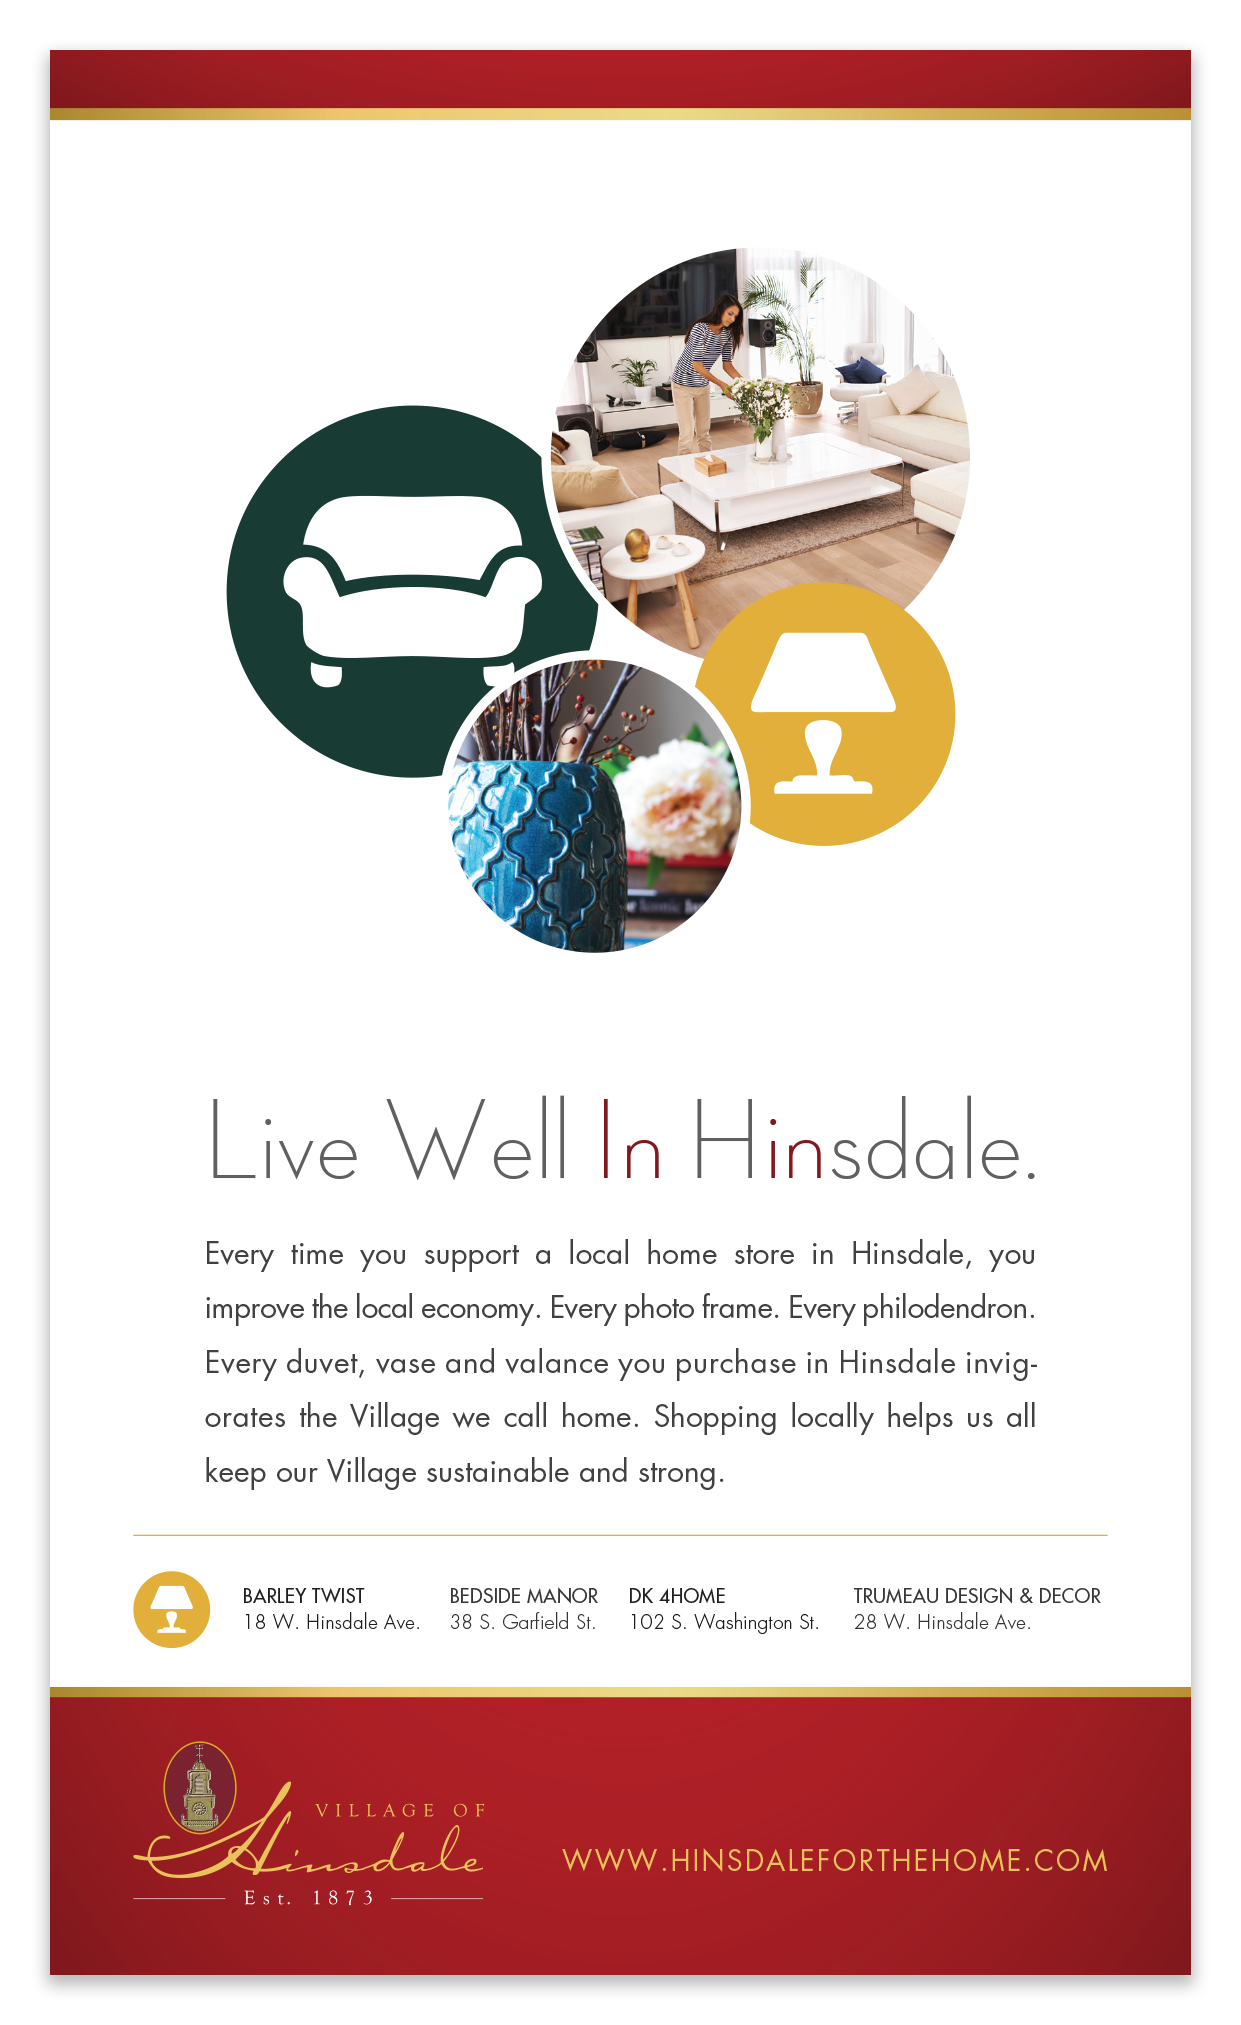 Live Well In Hinsdale.
Every time you support a local home store in Hinsdale, you
improve the local economy. Every photo frame. Every philodendron.
Every duvet, vase and valance you purchase in Hinsdale invig-
orates the Village we call home. Shopping locally helps us all
keep our Village sustainable and strong.
BARLEY TWIST
18 W. Hinsdale Ave.
BEDSIDE MANOR
38 S. Garfield St.
DK 4HOME
102 S. Washington St.
TRUMEAU DESIGN & DECOR
28 W. Hinsdale Ave.
VILLAGE OF
Hinsdale
Est. 1873
WWW.HINSDALEFORTHEHOME.COM